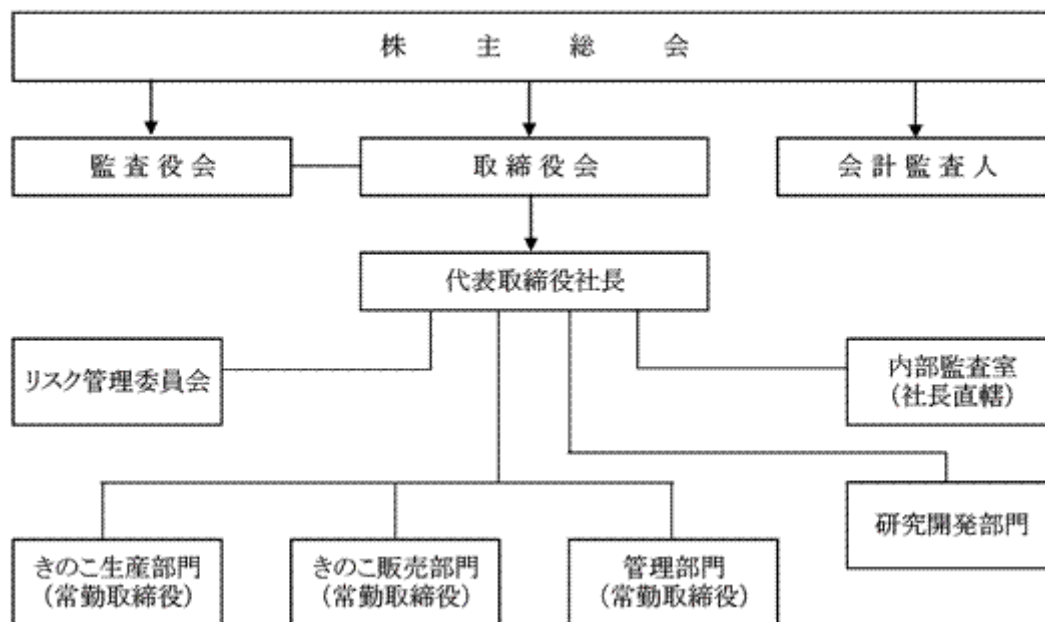 株主総会
監査役会
取締役会
会計監査人
代表取締役社長
リスク管理委員会
内部監査室
(社長直轄)
研究開発部門
きのこ生産部門
(常勤取締役)
きのこ販売部門
(常勤取締役)
管理部門
(常勤取締役)